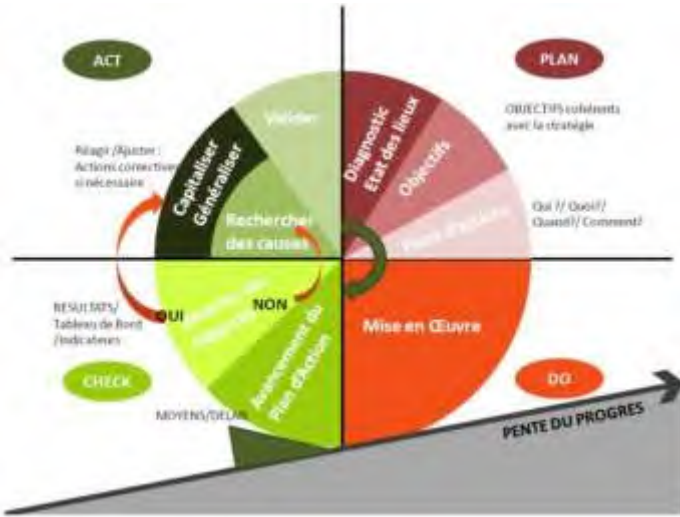 ACT
PLAN
OBJECTIFS cohérents
avec la stratégie
Réagir /Ajuster :
Actions correctives
si nécessaire
Valider
Capitaliser
Généraliser
Rechercher
des causes
Diagnostic
Etat des lieux
Objectifs
Plans d'actions
Qui ?/ Quoi?/
Quand?/ Comment?
RESULTATS/
Tableau de Bord
/Indicateurs
OUI
NON
Avancement du
Plan d'Action
Mise en Œuvre
CHECK
DO
MOYENS/DELAI
PENTE DU PROGRES